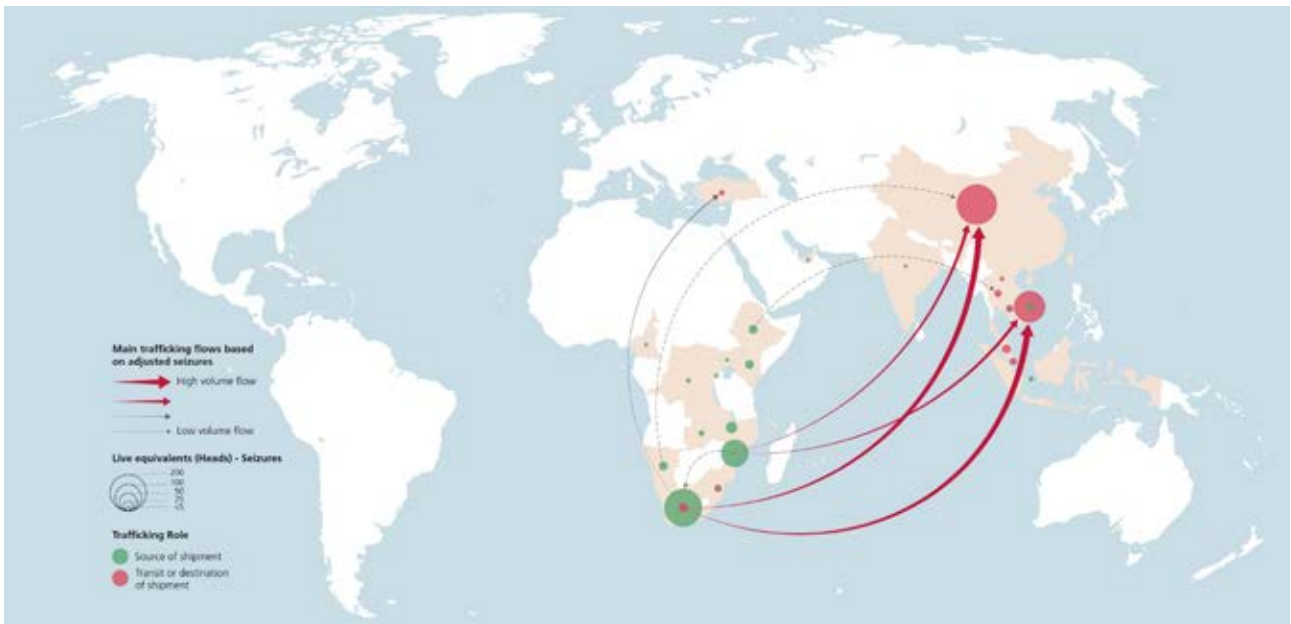 Main trafficking flows based
on adjusted seizures
High volume flow
Low volume flow
Live equivalents (Heads) - Seizures
200
100
Trafficking Role
Source of shipment
Transit or destination
of shipment